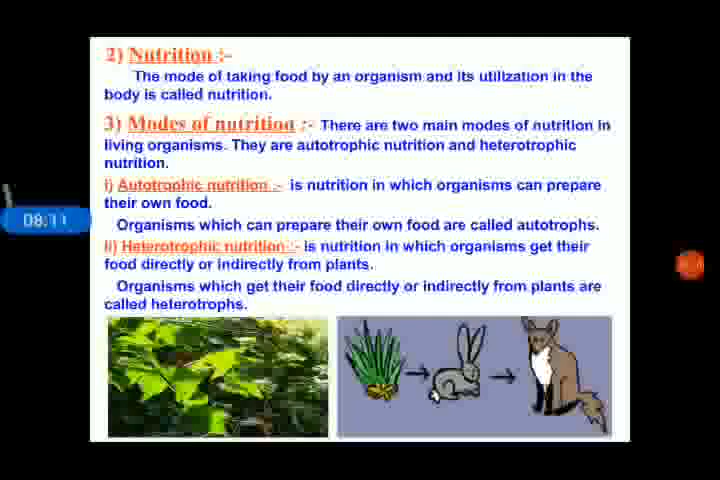 2) Nutrition :-
The mode of taking food by an organism and its utilization in the
body is called nutrition.
3) Modes of nutrition :- There are two main modes of nutrition in
living organisms. They are autotrophic nutrition and heterotrophic
nutrition.
i) Autotrophic nutrition :- is nutrition in which organisms can prepare
their own food.
Organisms which can prepare their own food are called autotrophs.
08:11
ii) Heterotrophic nutrition :- is nutrition in which organisms get their
food directly or indirectly from plants.
Organisms which get their food directly or indirectly from plants are
called heterotrophs.